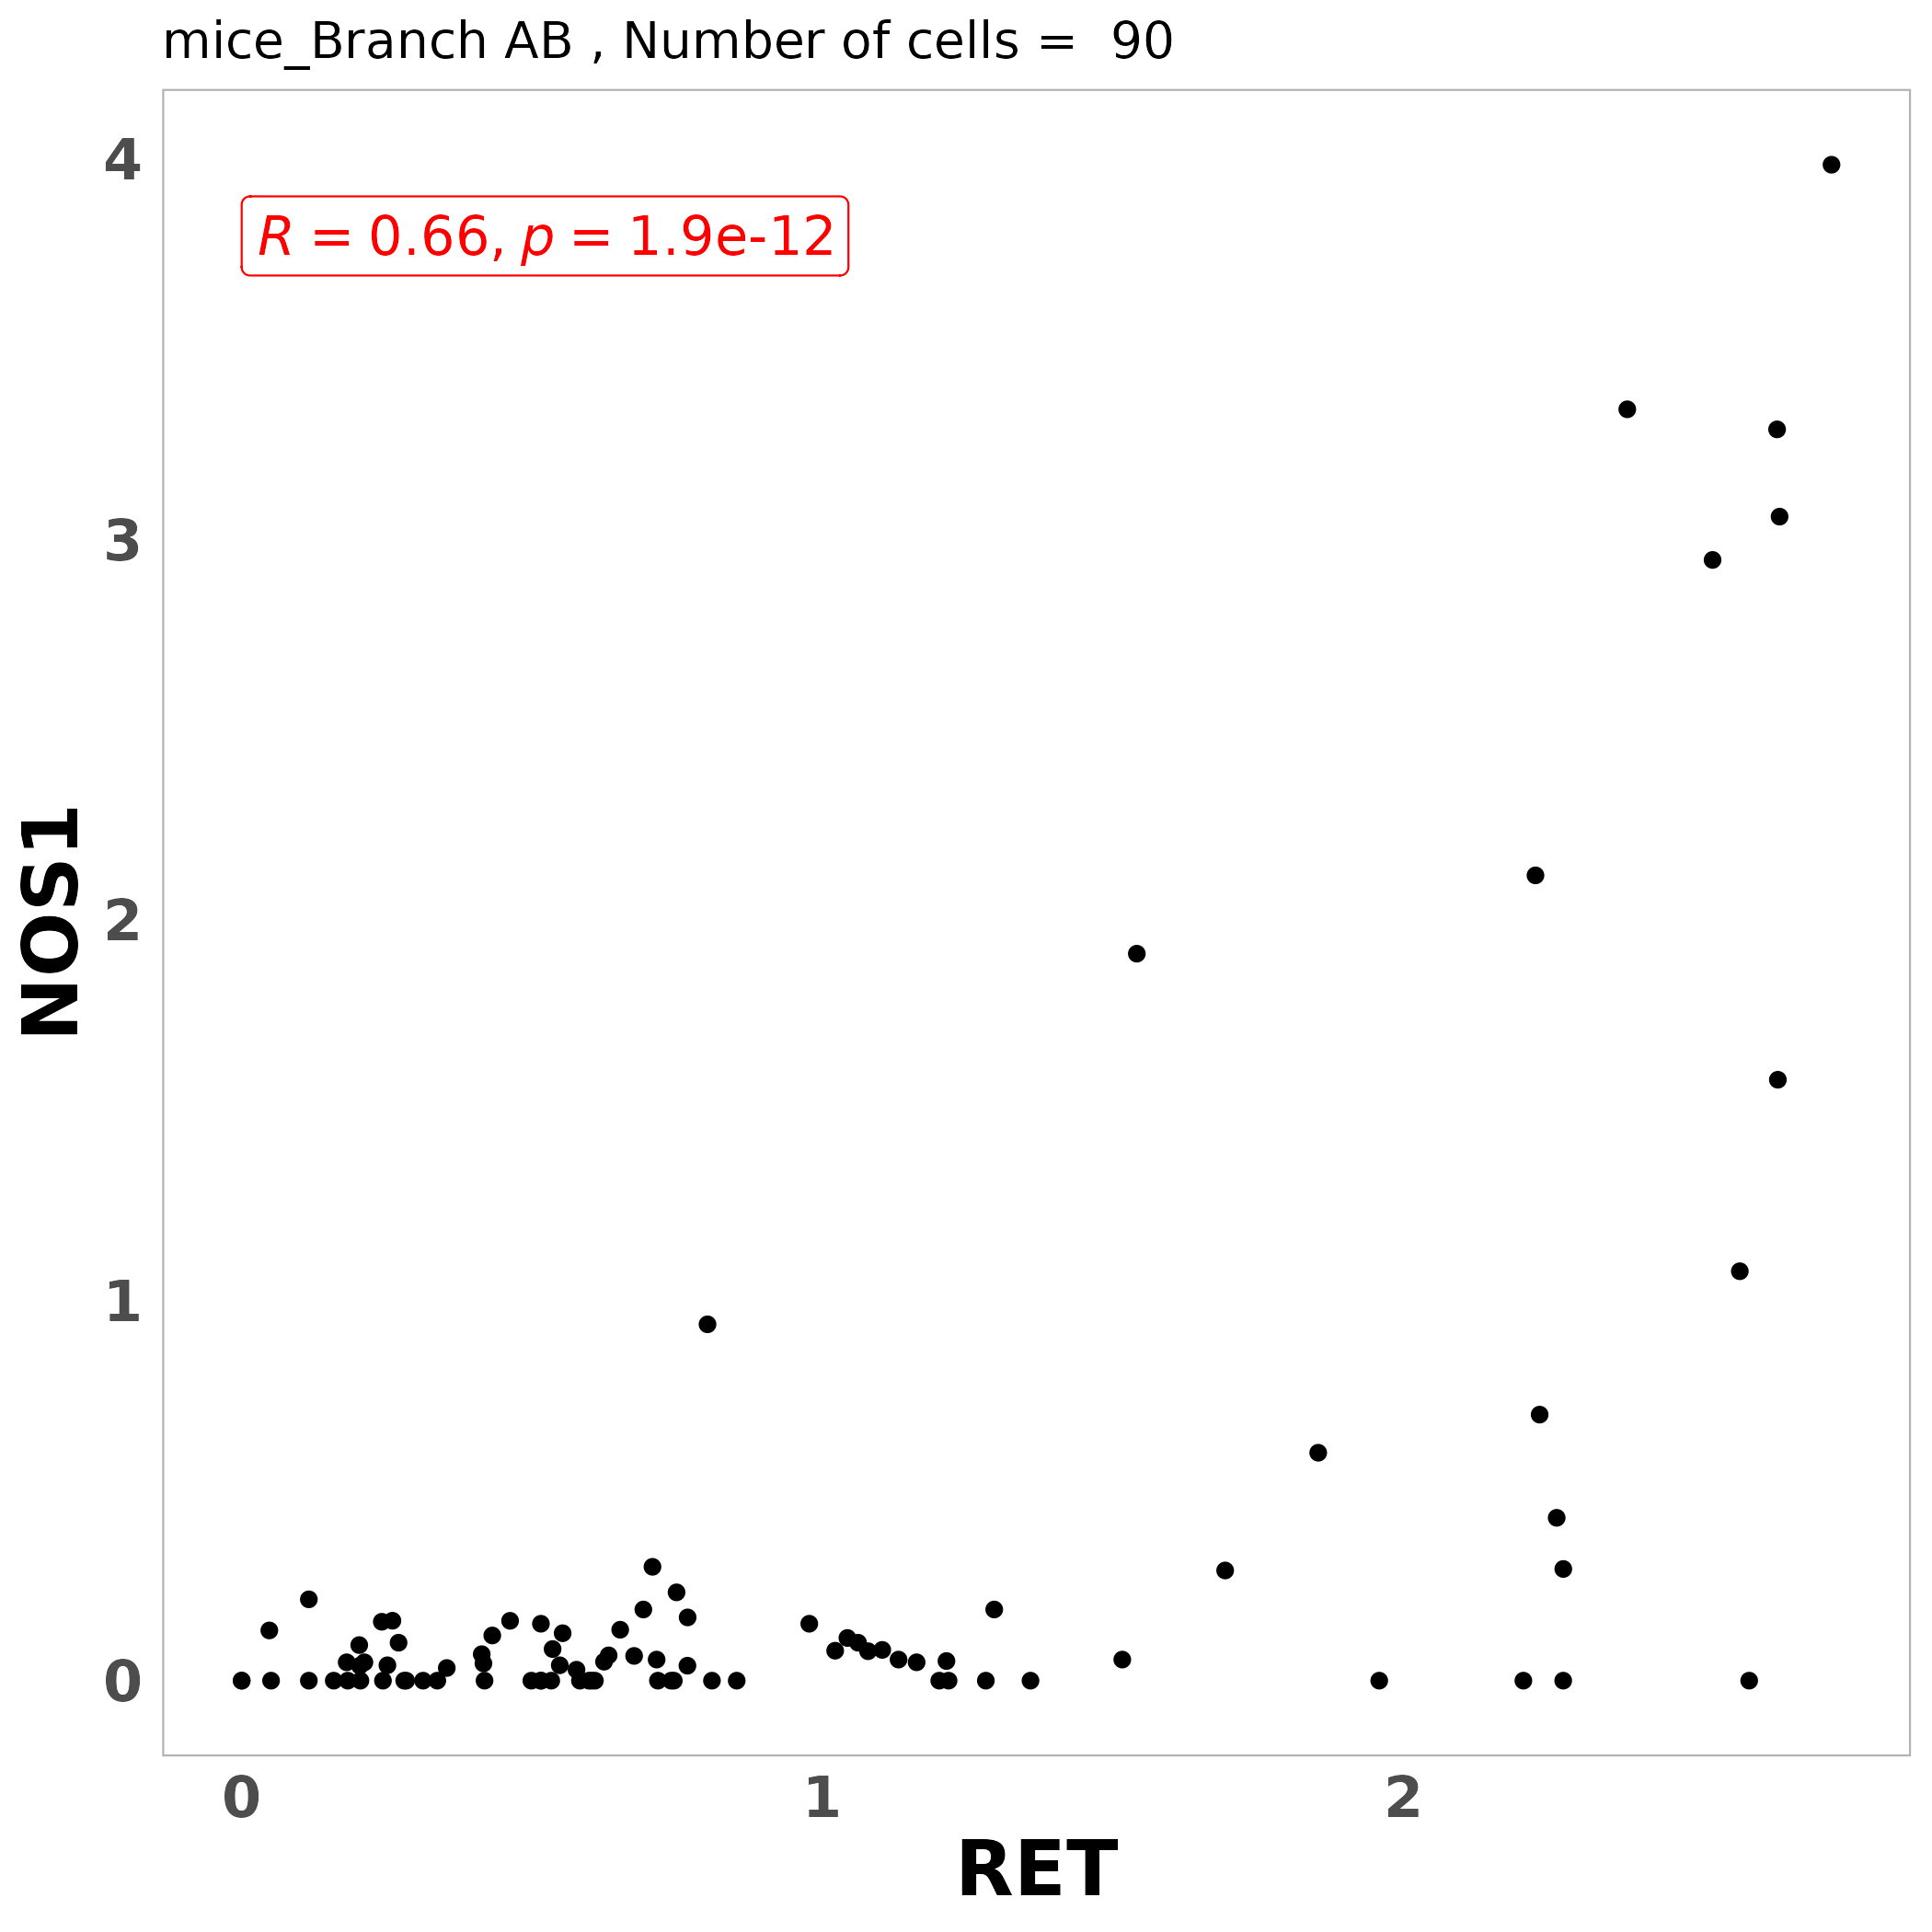 mice_Branch AB , Number of cells =  90
4
R = 0.66, p = 1.9e-12
3
NOS1
2
1
0
0 1 2
RET